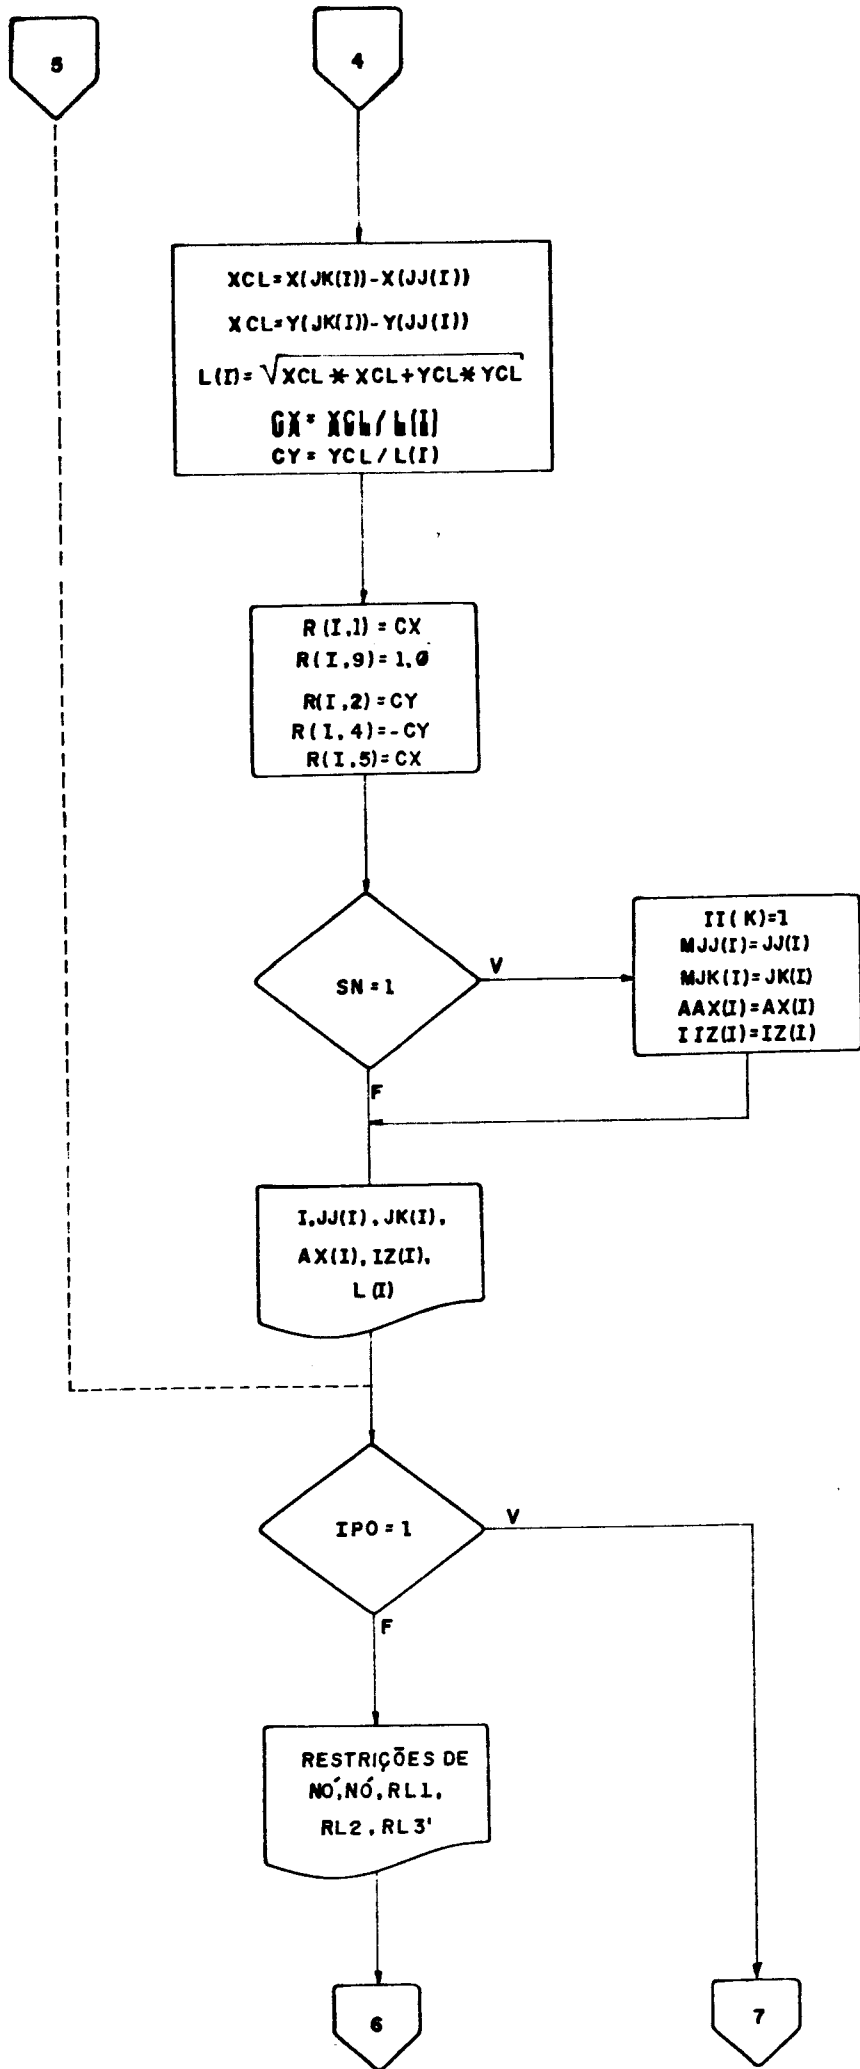 5
4
XCL=X(JK(I))-X(JJ(I))
XCL=Y(JK(I))-Y(JJ(I))
L(I)=√XCL*XCL+YCL*YCL
CX=XCL/L(I)
CY=YCL/L(I)
R(I,1)=CX
R(I,9)=1,0
R(I,2)=CY
R(I,4)=-CY
R(I,5)=CX
SN=1
V
II(K)=1
MJJ(I)=JJ(I)
MJK(I)=JK(I)
AAX(I)=AX(I)
IIZ(I)=IZ(I)
F
I,JJ(I),JK(I),
AX(I),IZ(I),
L(I)
IPO=1
V
F
RESTRIÇÕES DE
NÓ,NÓ,RL1,
RL2,RL3'
6
7